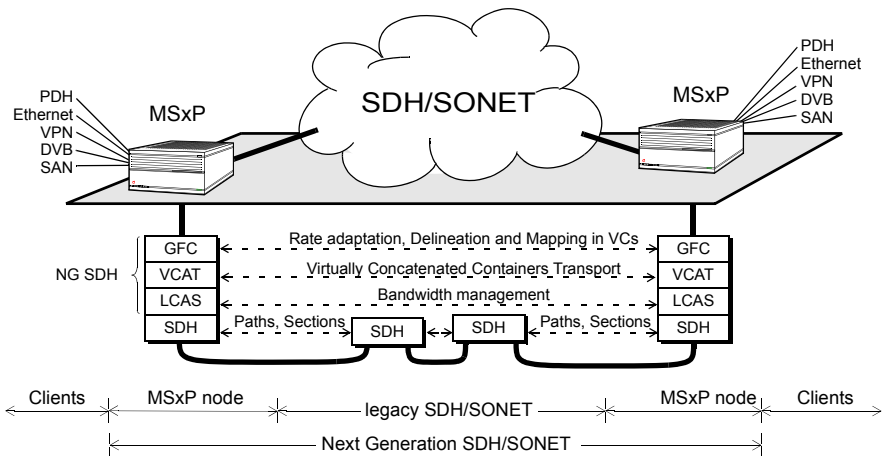 PDH
Ethernet
VPN
DVB
SAN
MSxP
SDH/SONET
MSxP
PDH
Ethernet
VPN
DVB
SAN
NG SDH
GFC
Rate adaptation, Delineation and Mapping in VCs
GFC
VCAT
Virtually Concatenated Containers Transport
VCAT
LCAS
Bandwidth management
LCAS
SDH
Paths, Sections
SDH
SDH
Paths, Sections
SDH
Clients
MSxP node
legacy SDH/SONET
MSxP node
Clients
Next Generation SDH/SONET